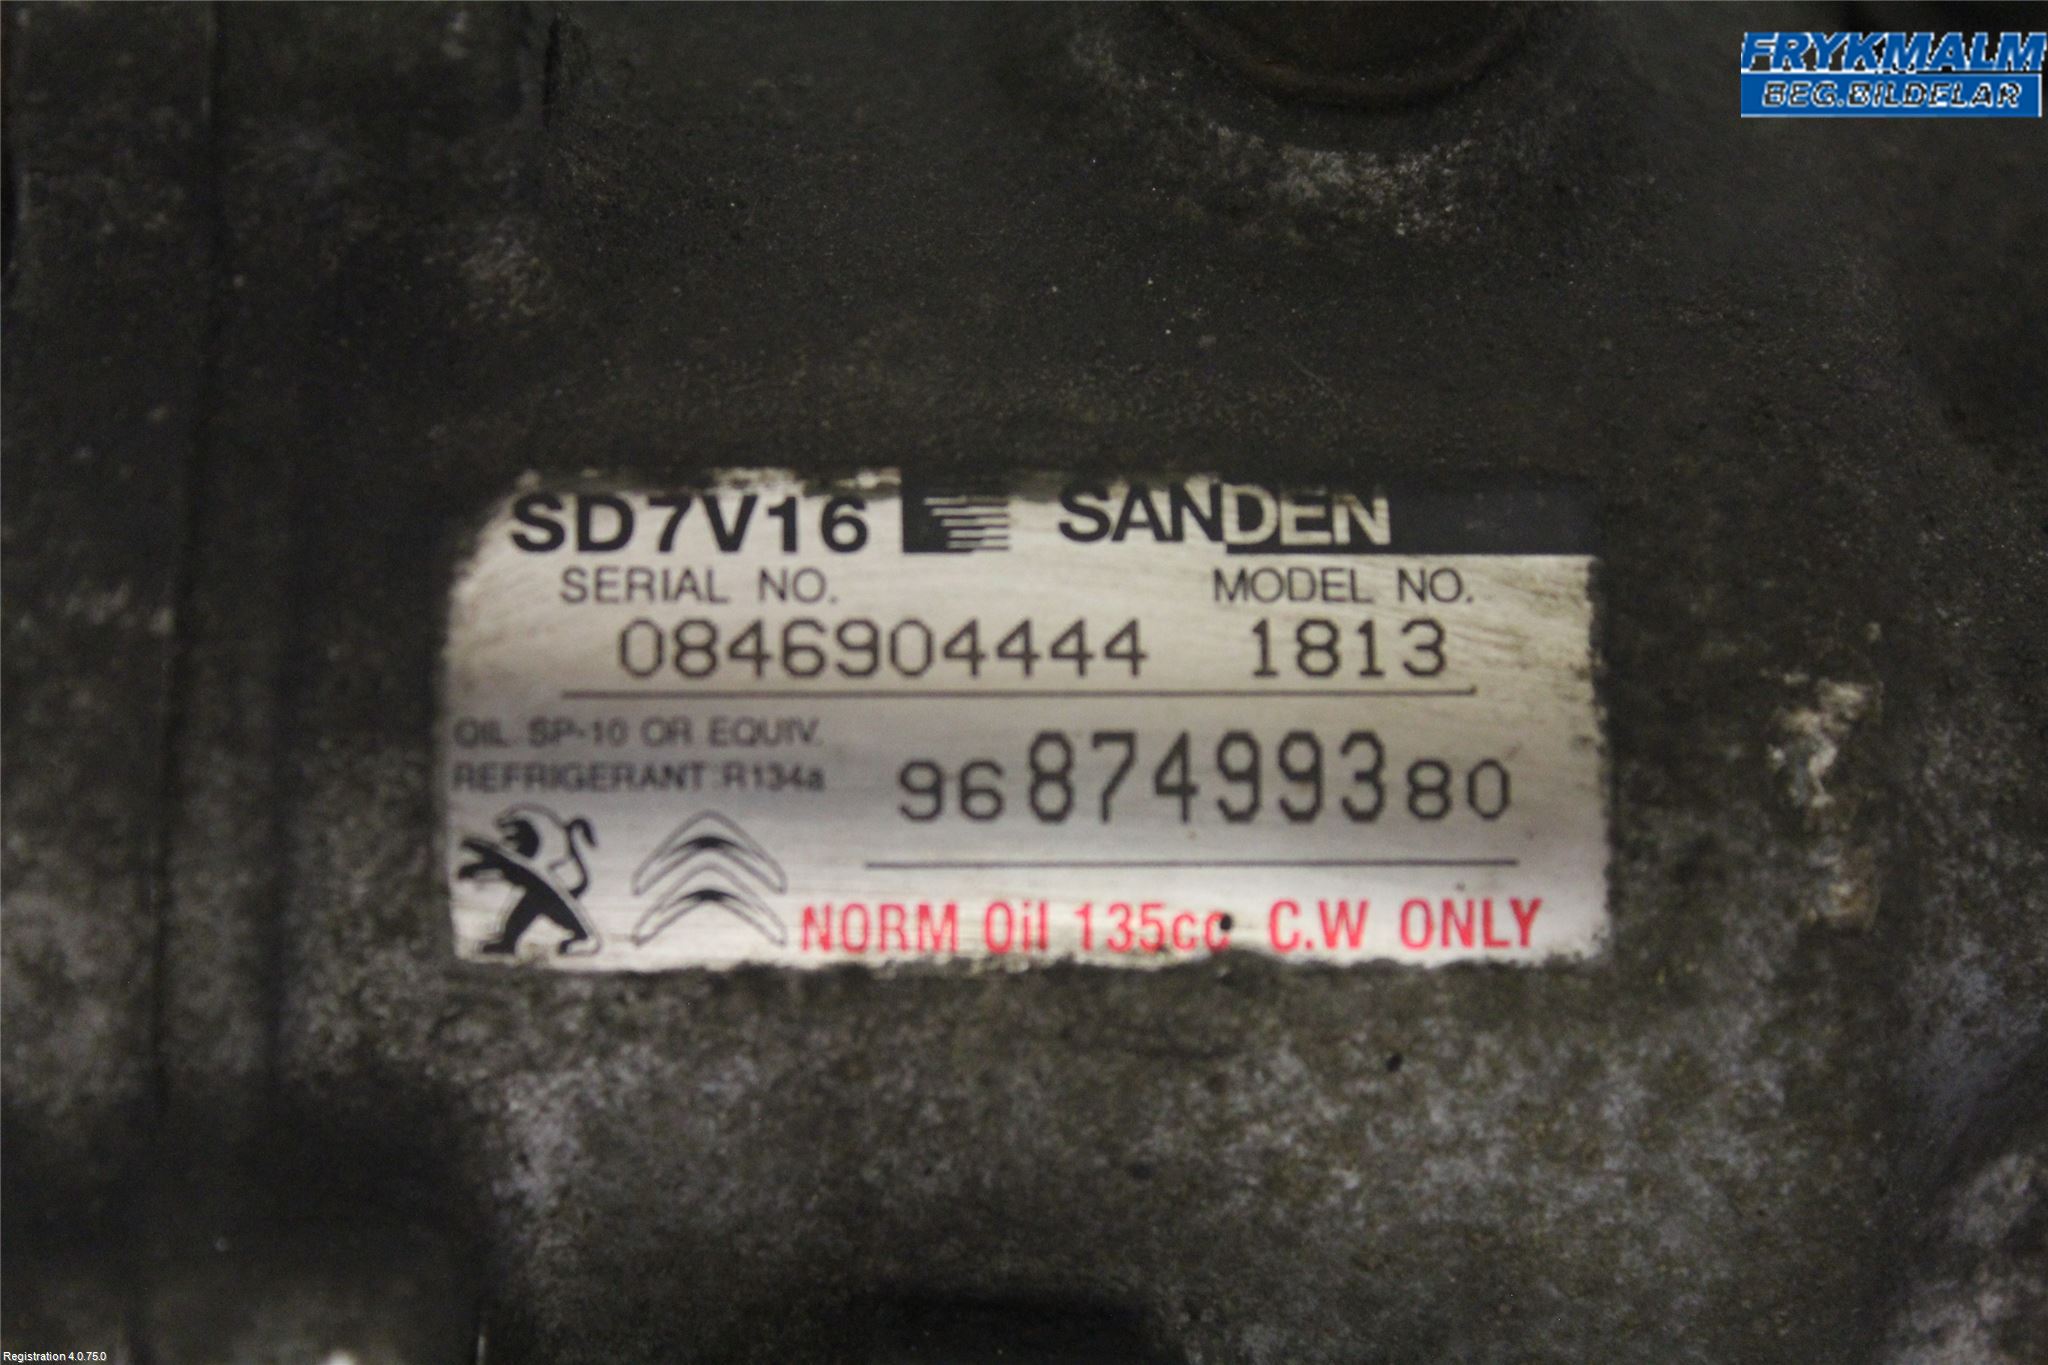 FRYKMALM
BEG.BILDELAR
SD7V16 SANDEN
SERIAL NO. MODEL NO.
0846904444 1813
OIL SP-10 OR EQUIV.
REFRIGERANT:R134a
9687499380
NORM Oil 135cc C.W ONLY
Registration 4.0.75.0